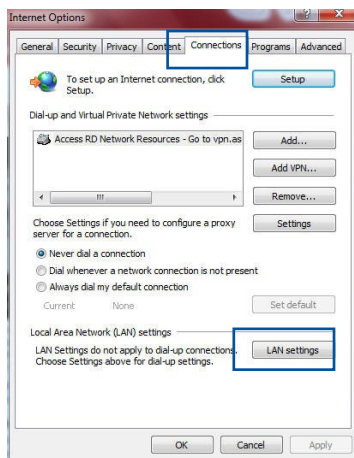 Internet Options
General Security Privacy Content Connections Programs Advanced
To set up an Internet connection, click
Setup.
Setup
Dial-up and Virtual Private Network settings
Access RD Network Resources - Go to vpn.as
Add...
Add VPN...
Remove...
Choose Settings if you need to configure a proxy
server for a connection.
Settings
Never dial a connection
Dial whenever a network connection is not present
Always dial my default connection
Current None
Set default
Local Area Network (LAN) settings
LAN Settings do not apply to dial-up connections.
Choose Settings above for dial-up settings.
LAN settings
OK Cancel Apply